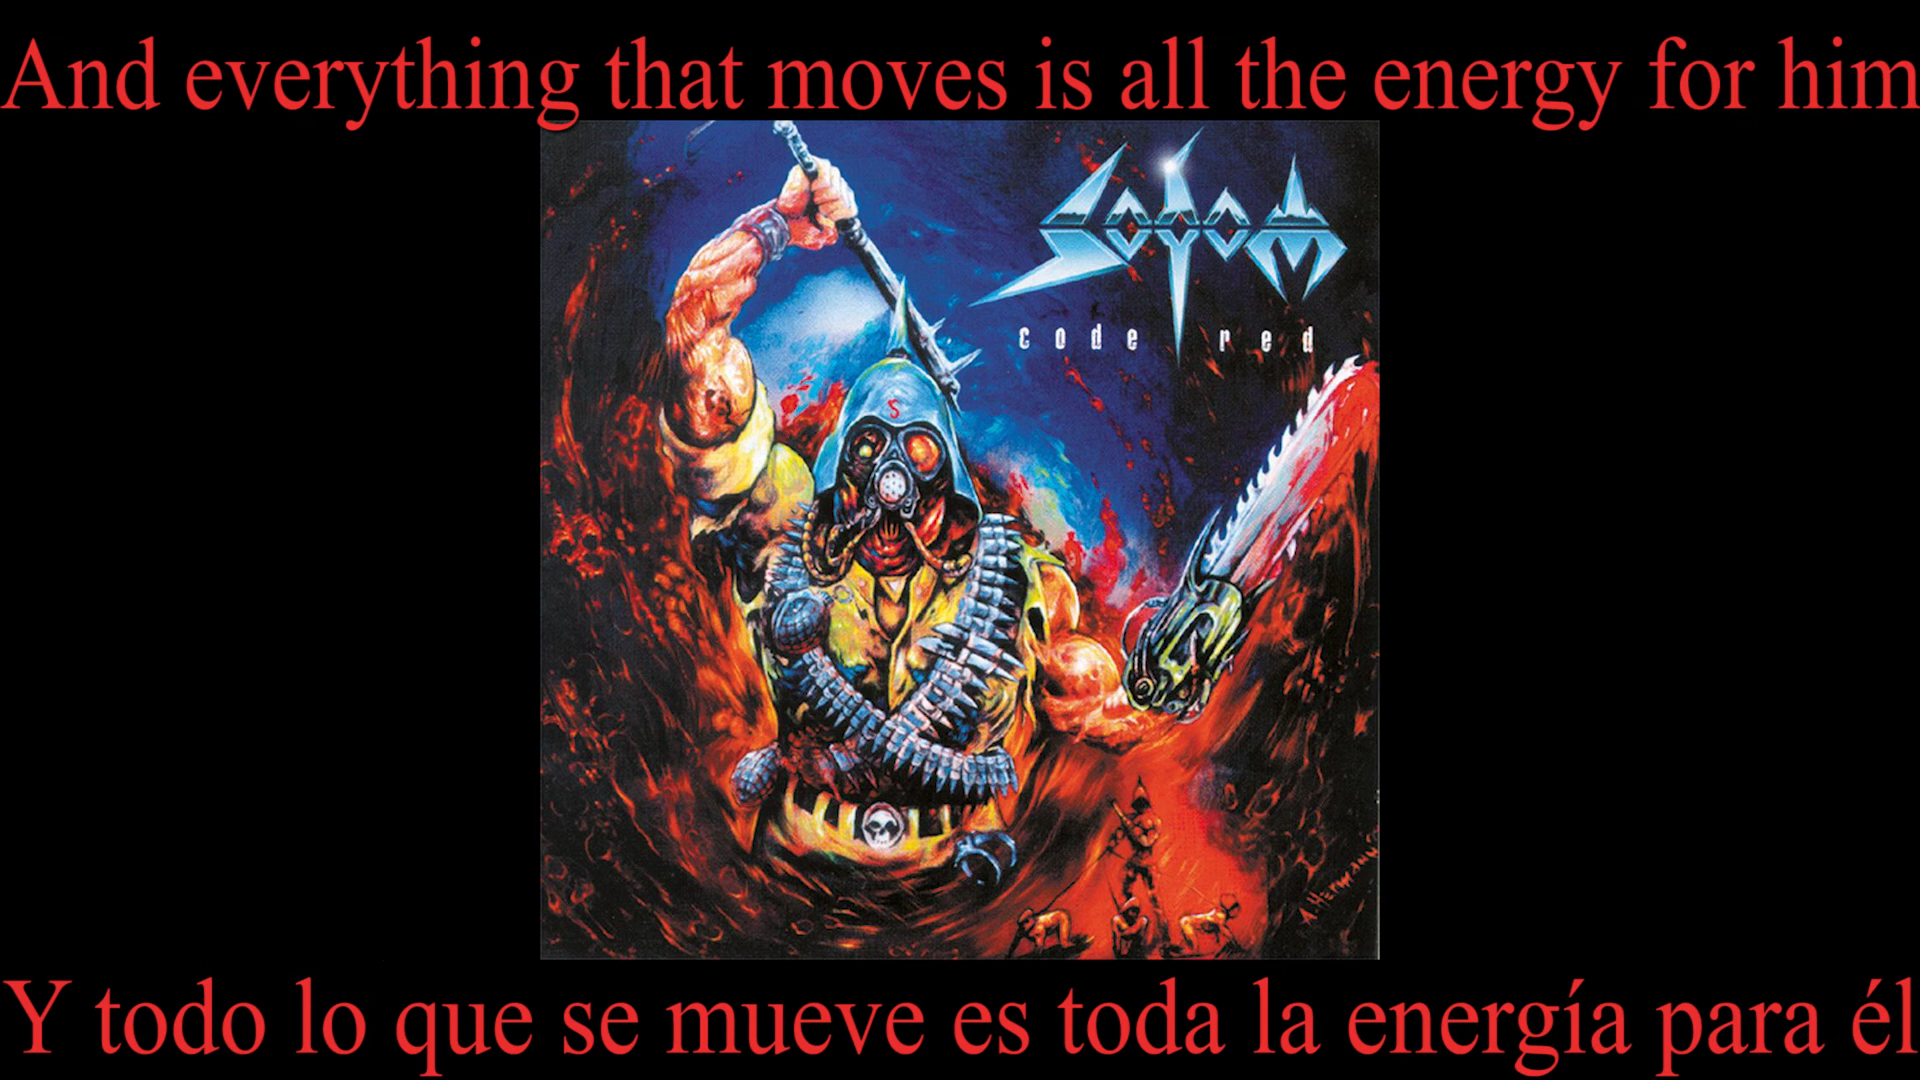 And everything that moves is all the energy for him
Sodom
code red
S
A. Hermann
Y todo lo que se mueve es toda la energía para él